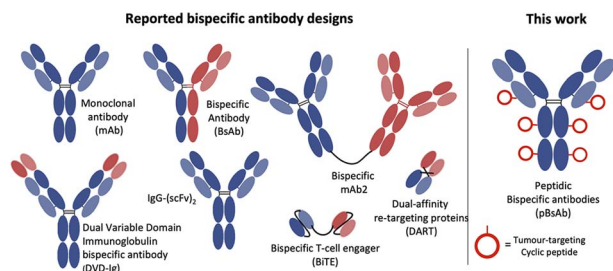 Reported bispecific antibody designs
This work
Monoclonal
antibody
(mAb)
Bispecific
Antibody
(BsAb)
Bispecific
mAb2
Dual-affinity
re-targeting proteins
(DART)
Dual Variable Domain
Immunoglobulin
bispecific antibody
(DVD-Ig)
IgG-(scFv)2
Bispecific T-cell engager
(BiTE)
Peptidic
Bispecific antibodies
(pBsAb)
= Tumour-targeting
Cyclic peptide